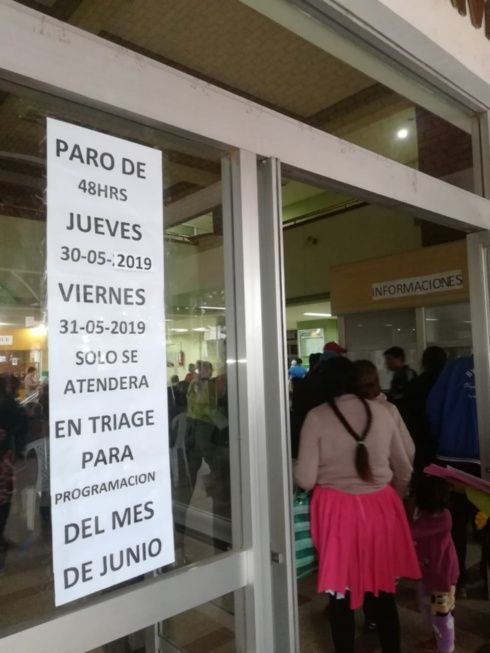 PARO DE
48HRS
JUEVES
30-05-2019
VIERNES
31-05-2019
SOLO SE
ATENDERA
EN TRIAGE
PARA
PROGRAMACION
DEL MES
DE JUNIO
INFORMACIONES